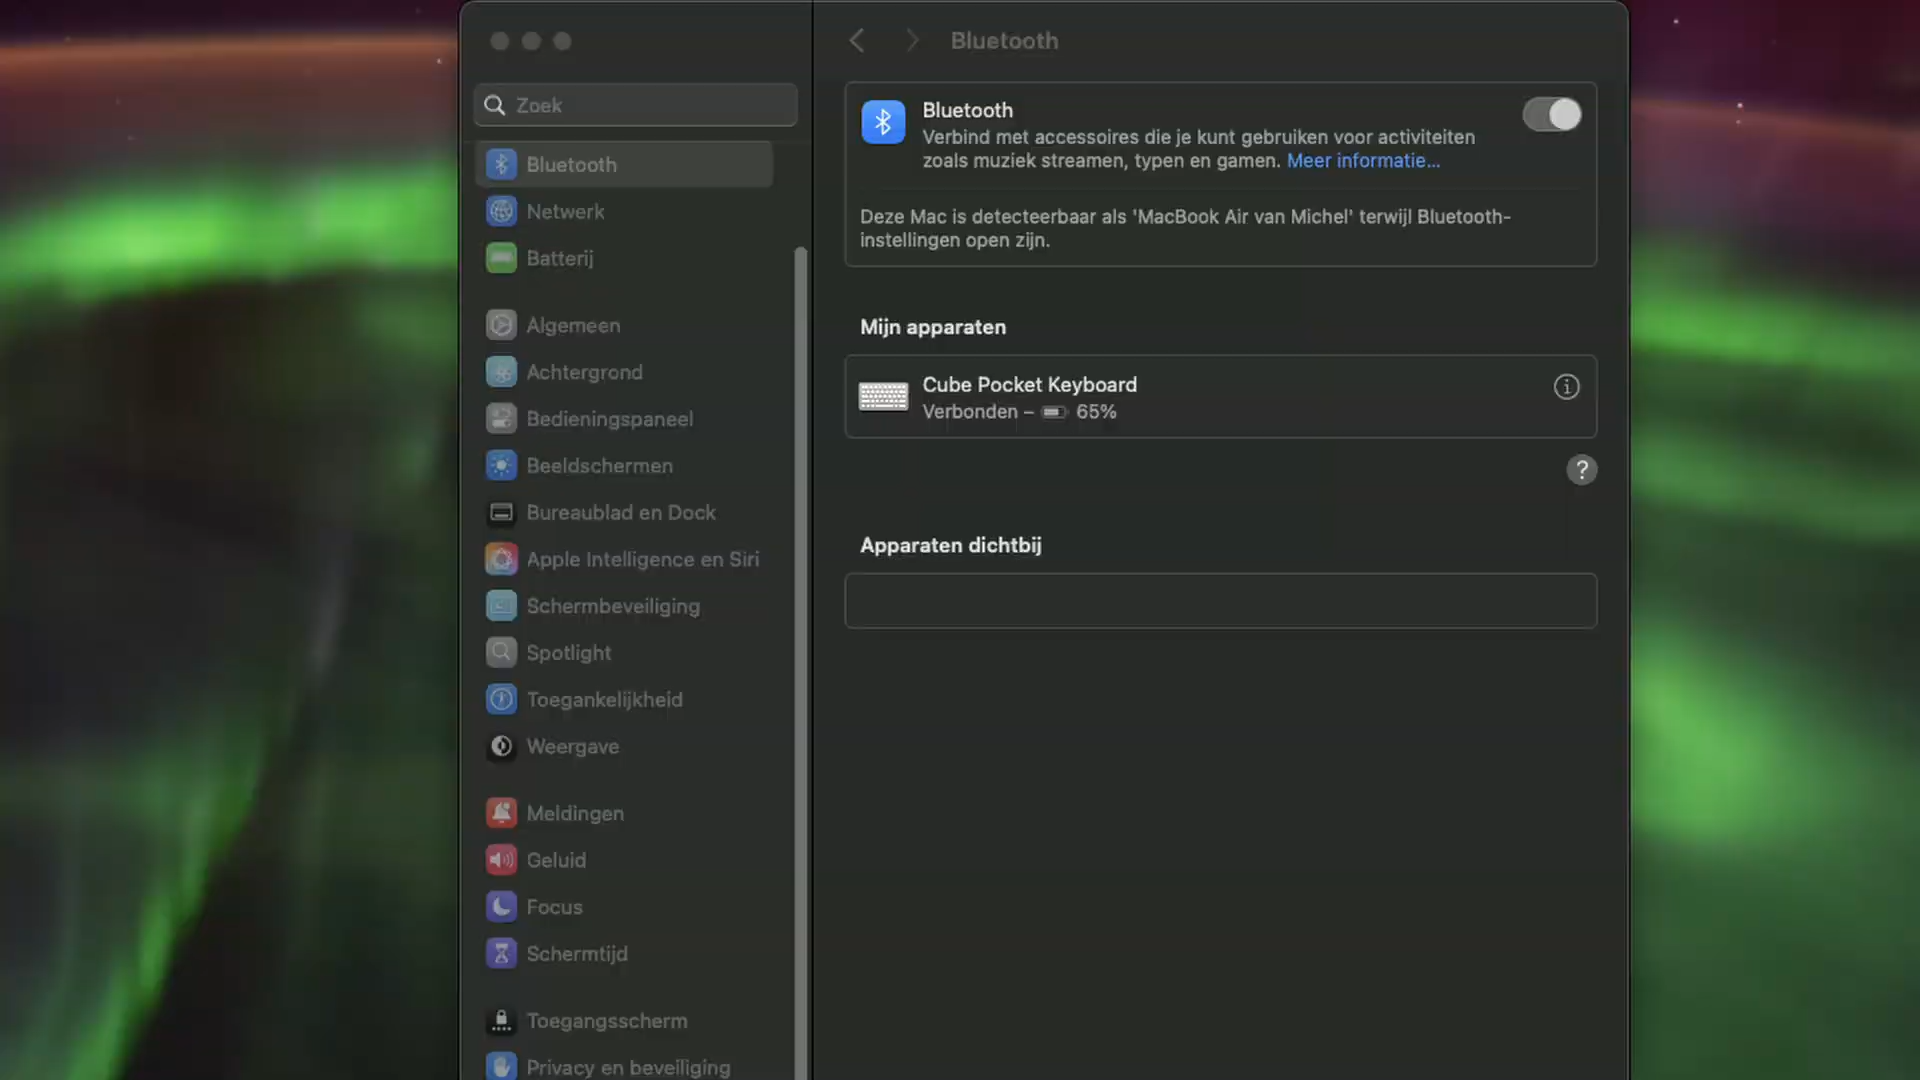 Bluetooth
Zoek
Bluetooth
Netwerk
Batterij
Algemeen
Achtergrond
Bedieningspaneel
Beeldschermen
Bureaublad en Dock
Apple Intelligence en Siri
Schermbeveiliging
Spotlight
Toegankelijkheid
Weergave
Meldingen
Geluid
Focus
Schermtijd
Toegangsscherm
Privacy en beveiliging
Bluetooth
Verbind met accessoires die je kunt gebruiken voor activiteiten
zoals muziek streamen, typen en gamen. Meer informatie...
Deze Mac is detecteerbaar als 'MacBook Air van Michel' terwijl Bluetooth-
instellingen open zijn.
Mijn apparaten
Cube Pocket Keyboard
Verbonden – 65%
?
Apparaten dichtbij